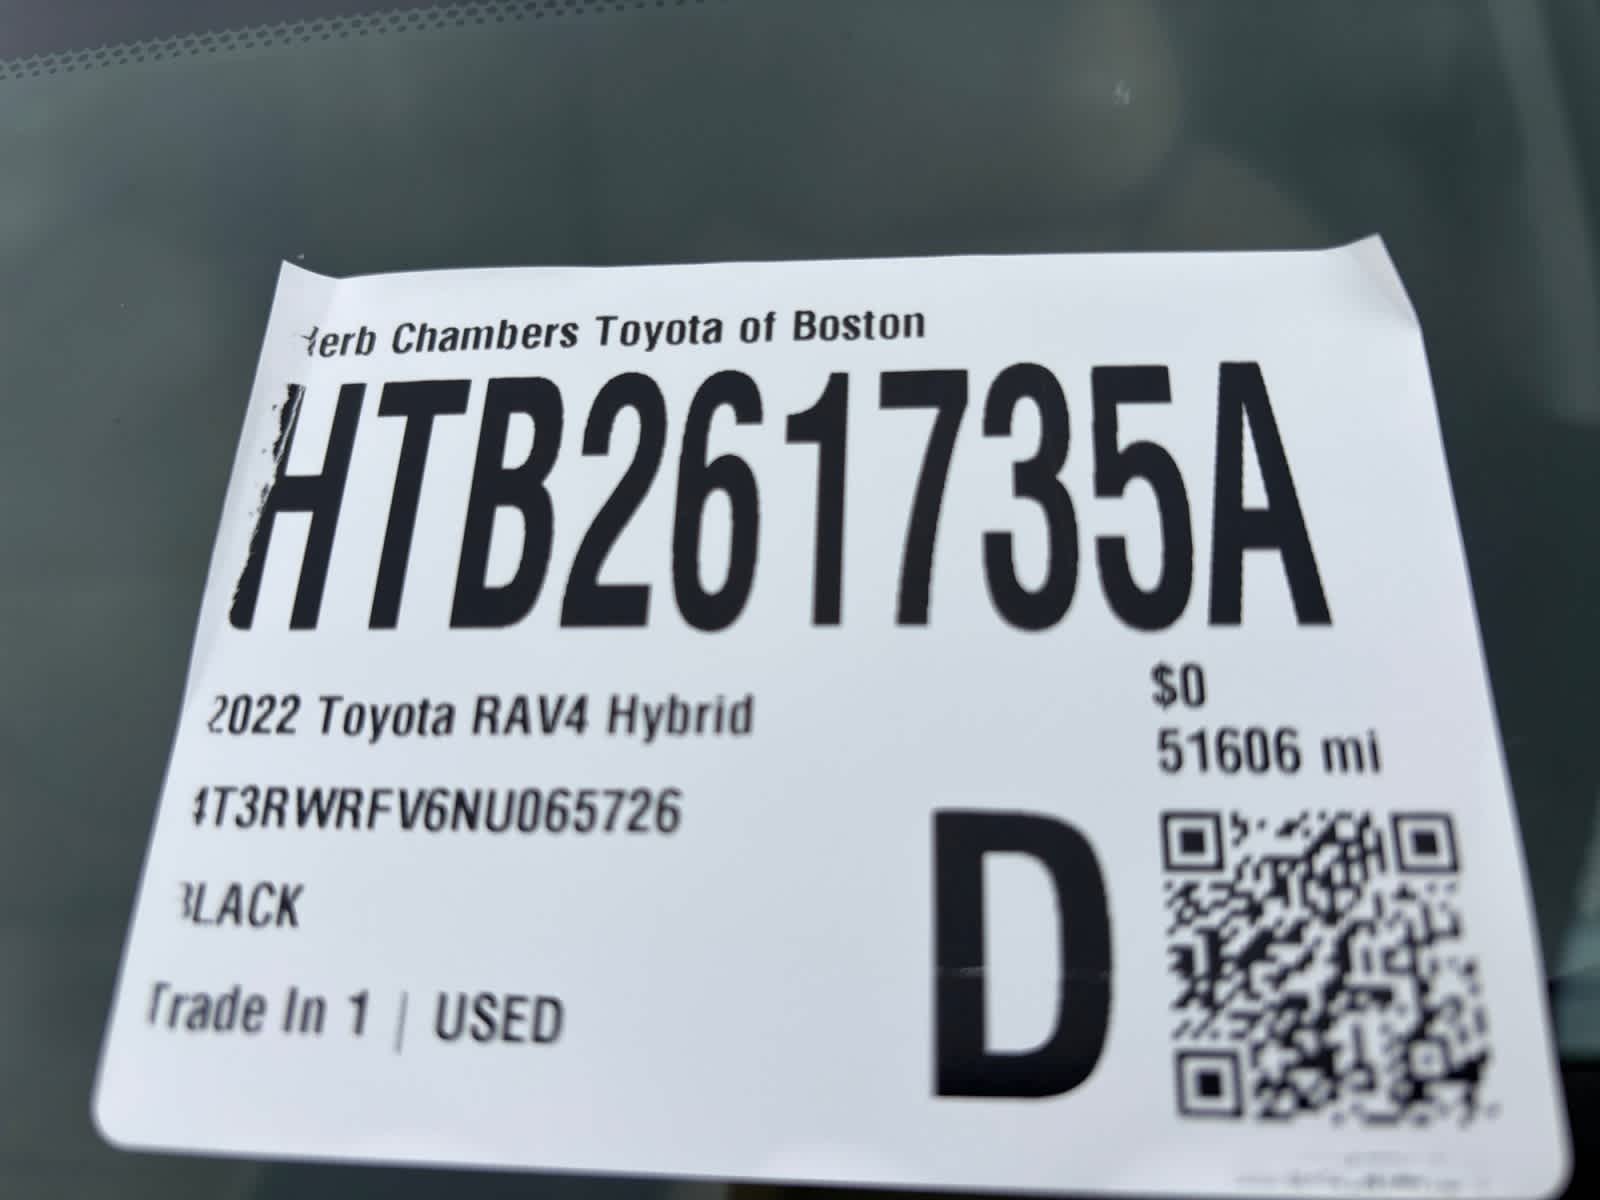 Herb Chambers Toyota of Boston
HTB261735A
$0
2022 Toyota RAV4 Hybrid
51606 mi
4T3RWRFV6NU065726
BLACK
D
Trade In 1 | USED